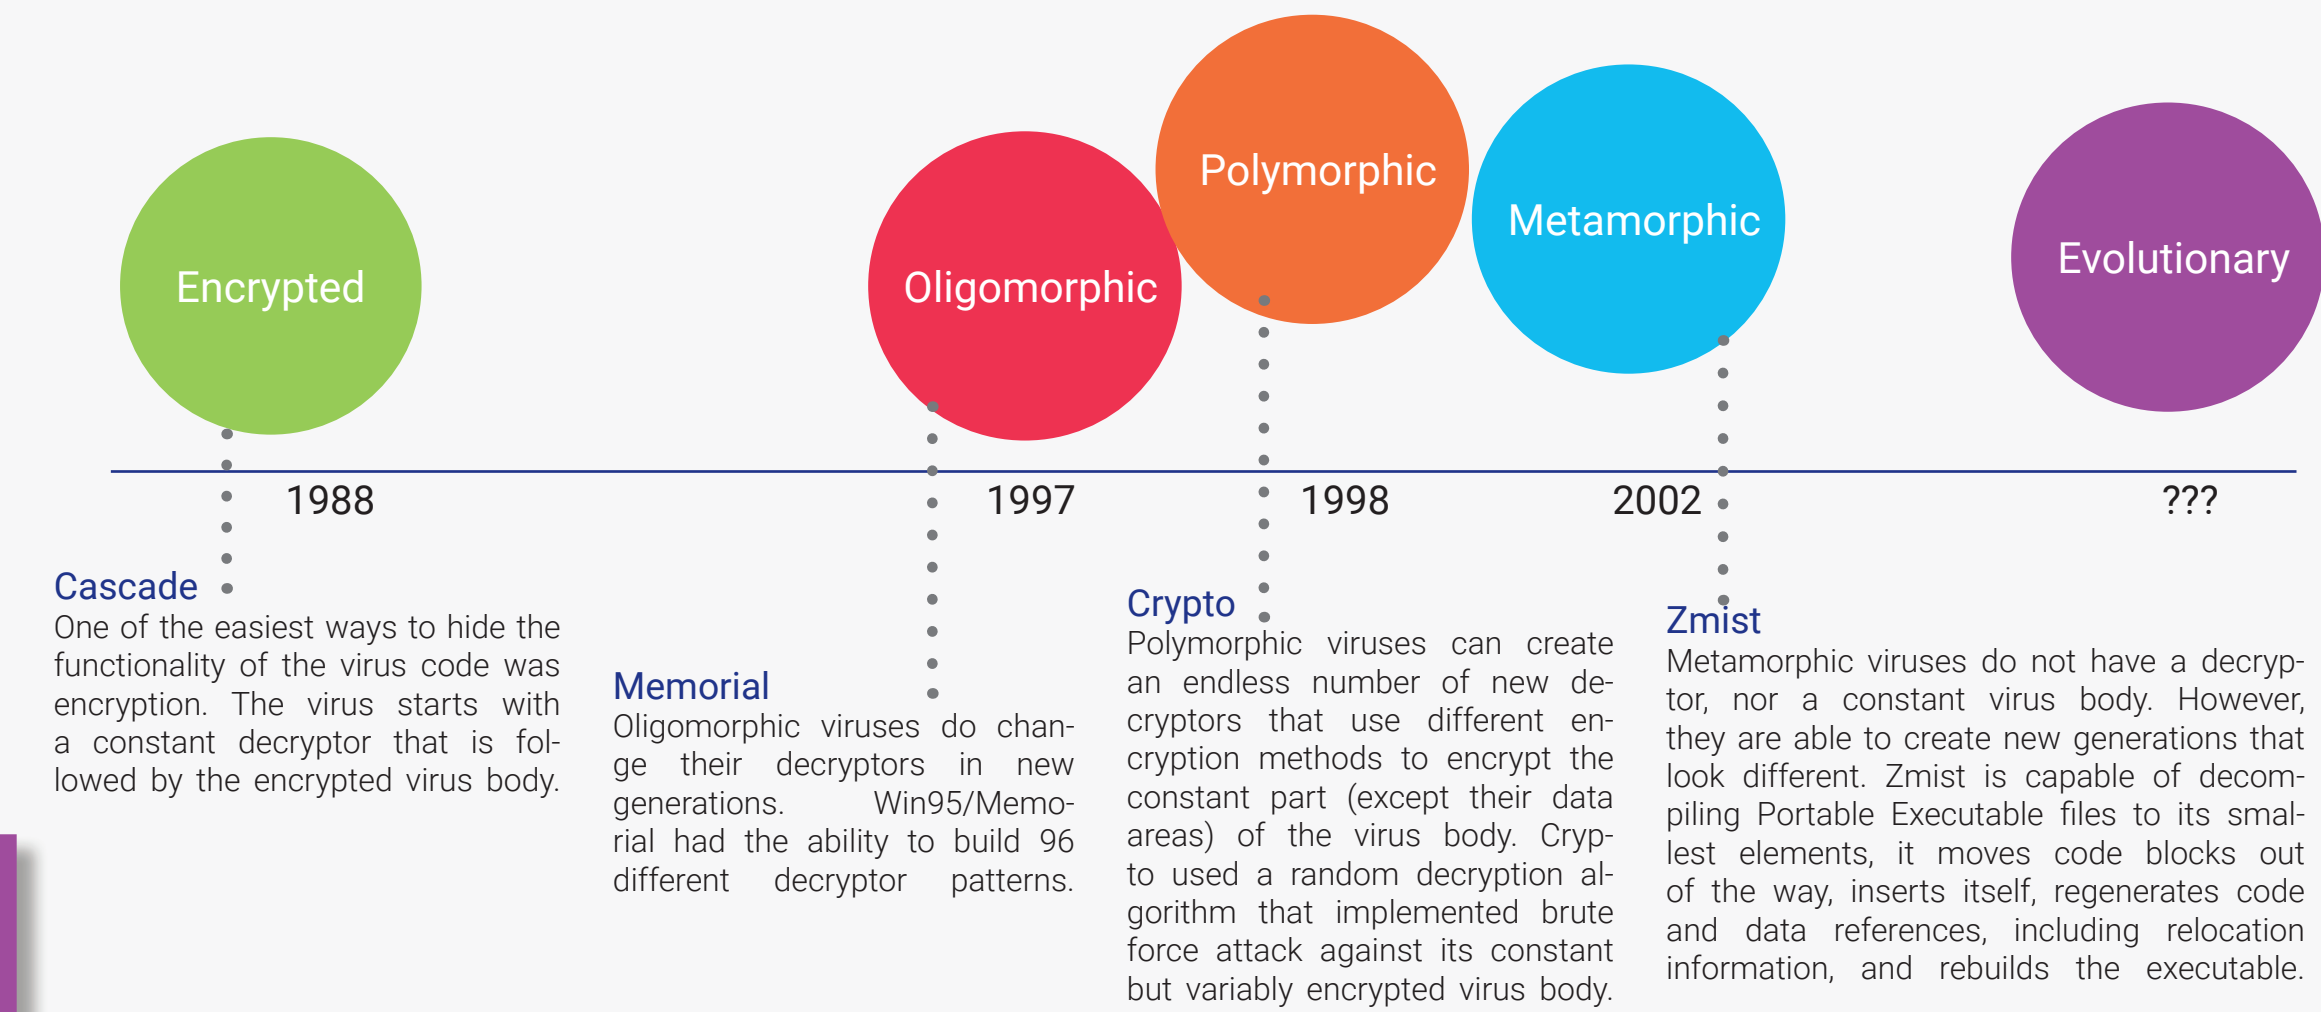 Encrypted
Oligomorphic
Polymorphic
Metamorphic
Evolutionary
1988
1997
1998
2002
???
Cascade
One of the easiest ways to hide the
functionality of the virus code was
encryption. The virus starts with
a constant decryptor that is fol-
lowed by the encrypted virus body.
Memorial
Oligomorphic viruses do chan-
ge their decryptors in new
generations. Win95/Memo-
rial had the ability to build 96
different decryptor patterns.
Crypto
Polymorphic viruses can create
an endless number of new de-
cryptors that use different en-
cryption methods to encrypt the
constant part (except their data
areas) of the virus body. Cryp-
to used a random decryption al-
gorithm that implemented brute
force attack against its constant
but variably encrypted virus body.
Zmist
Metamorphic viruses do not have a decryp-
tor, nor a constant virus body. However,
they are able to create new generations that
look different. Zmist is capable of decom-
piling Portable Executable files to its smal-
lest elements, it moves code blocks out
of the way, inserts itself, regenerates code
and data references, including relocation
information, and rebuilds the executable.